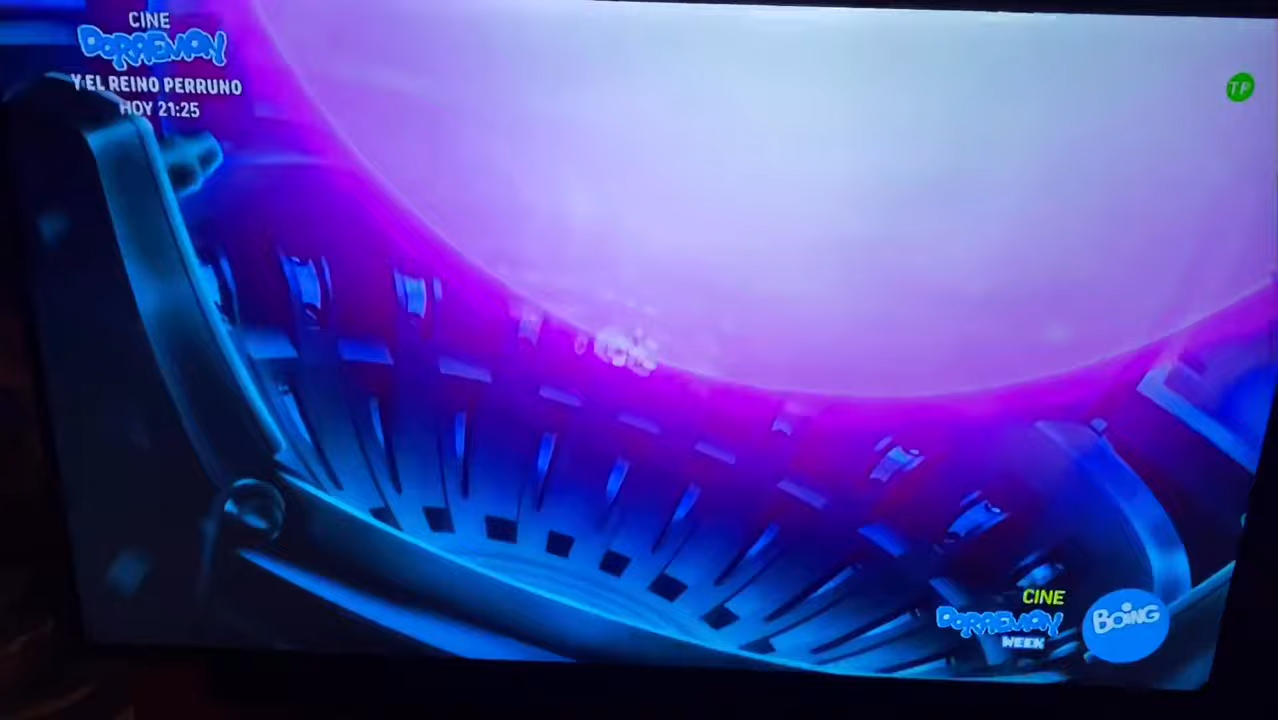 CINE
DORAEMON
Y EL REINO PERRUNO
HOY 21:25
TP
CINE
DORAEMON
WEEK
BOING